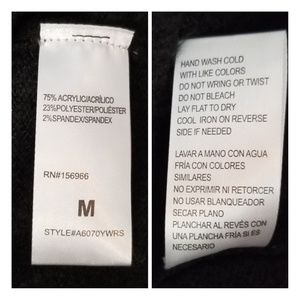 75% ACRYLIC/ACRÍLICO
23%POLYESTER/POLIÉSTER
2%SPANDEX/SPANDEX
RN#156966
M
STYLE#A6070YWRS
HAND WASH COLD
WITH LIKE COLORS
DO NOT WRING OR TWIST
DO NOT BLEACH
LAY FLAT TO DRY
COOL IRON ON REVERSE
SIDE IF NEEDED
LAVAR A MANO CON AGUA
FRÍA CON COLORES
SIMILARES
NO EXPRIMIR NI RETORCER
NO USAR BLANQUEADOR
SECAR PLANO
PLANCHAR AL REVÉS CON
UNA PLANCHA FRÍA SI ES
NECESARIO